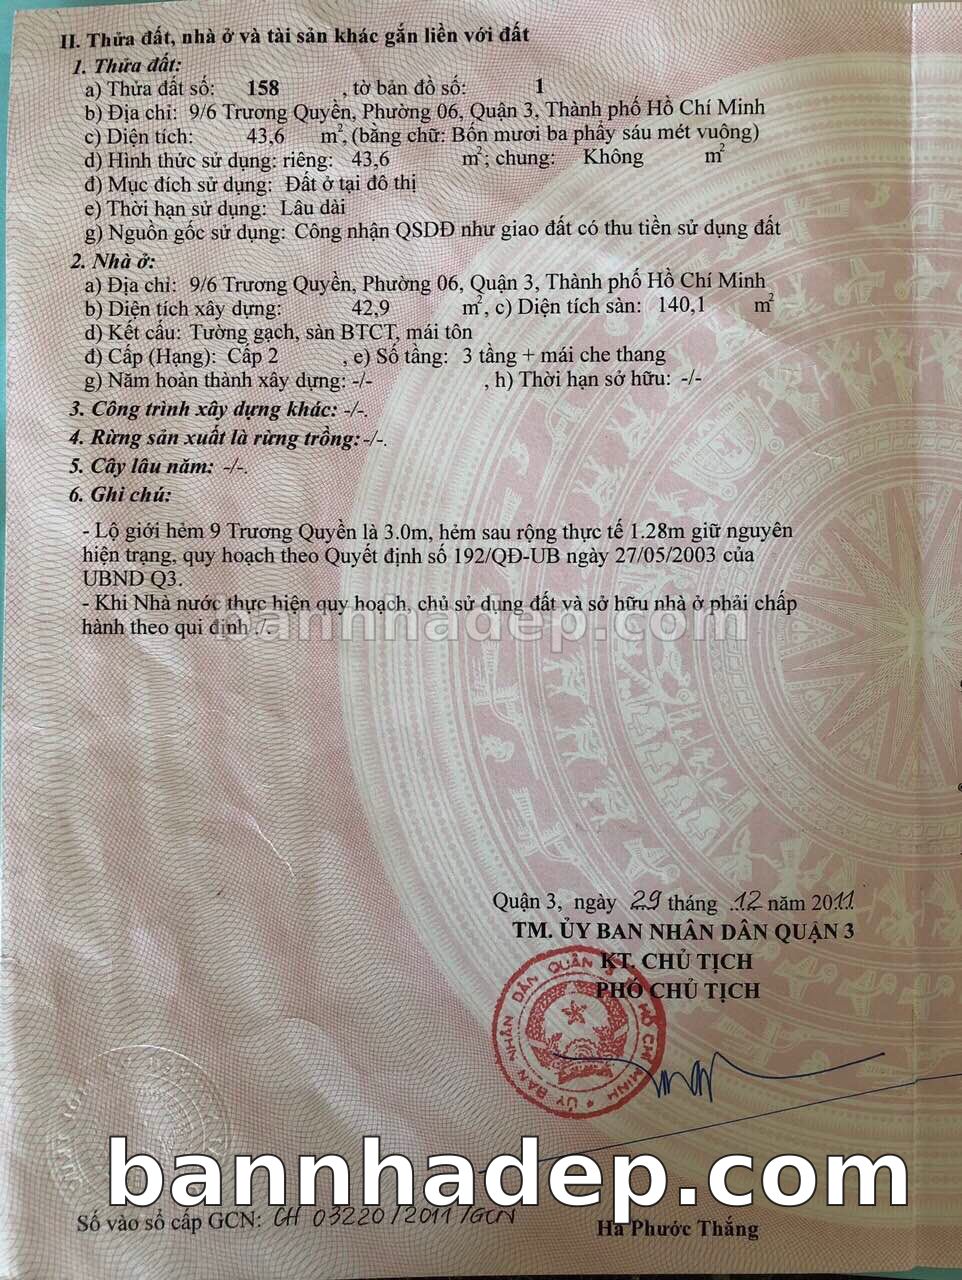 II. Thửa đất, nhà ở và tài sản khác gắn liền với đất
1. Thửa đất:
a) Thửa đất số: 158 , tờ bản đồ số: 1
b) Địa chỉ: 9/6 Trương Quyền, Phường 06, Quận 3, Thành phố Hồ Chí Minh
c) Diện tích: 43,6 m², (bằng chữ: Bốn mươi ba phẩy sáu mét vuông)
d) Hình thức sử dụng: riêng: 43,6 m²; chung: Không m²
đ) Mục đích sử dụng: Đất ở tại đô thị
e) Thời hạn sử dụng: Lâu dài
g) Nguồn gốc sử dụng: Công nhận QSDĐ như giao đất có thu tiền sử dụng đất
2. Nhà ở:
a) Địa chỉ: 9/6 Trương Quyền, Phường 06, Quận 3, Thành phố Hồ Chí Minh
b) Diện tích xây dựng: 42,9 m², c) Diện tích sàn: 140,1 m²
d) Kết cấu: Tường gạch, sàn BTCT, mái tôn
đ) Cấp (Hạng): Cấp 2 , e) Số tầng: 3 tầng + mái che thang
g) Năm hoàn thành xây dựng: -/- , h) Thời hạn sở hữu: -/-
3. Công trình xây dựng khác: -/-.
4. Rừng sản xuất là rừng trồng: -/-.
5. Cây lâu năm: -/-.
6. Ghi chú:
- Lộ giới hẻm 9 Trương Quyền là 3.0m, hẻm sau rộng thực tế 1.28m giữ nguyên
hiện trạng, quy hoạch theo Quyết định số 192/QĐ-UB ngày 27/05/2003 của
UBND Q3.
- Khi Nhà nước thực hiện quy hoạch, chủ sử dụng đất và sở hữu nhà ở phải chấp
hành theo qui định ./.
bannhadep.com
Quận 3, ngày 29 tháng 12 năm 2011
TM. ỦY BAN NHÂN DÂN QUẬN 3
KT. CHỦ TỊCH
PHÓ CHỦ TỊCH
ỦY BAN NHÂN DÂN QUẬN 3 HỒ CHÍ MINH
bannhadep.com
Số vào sổ cấp GCN: CH 03220/2011/GCN
Hà Phước Thắng